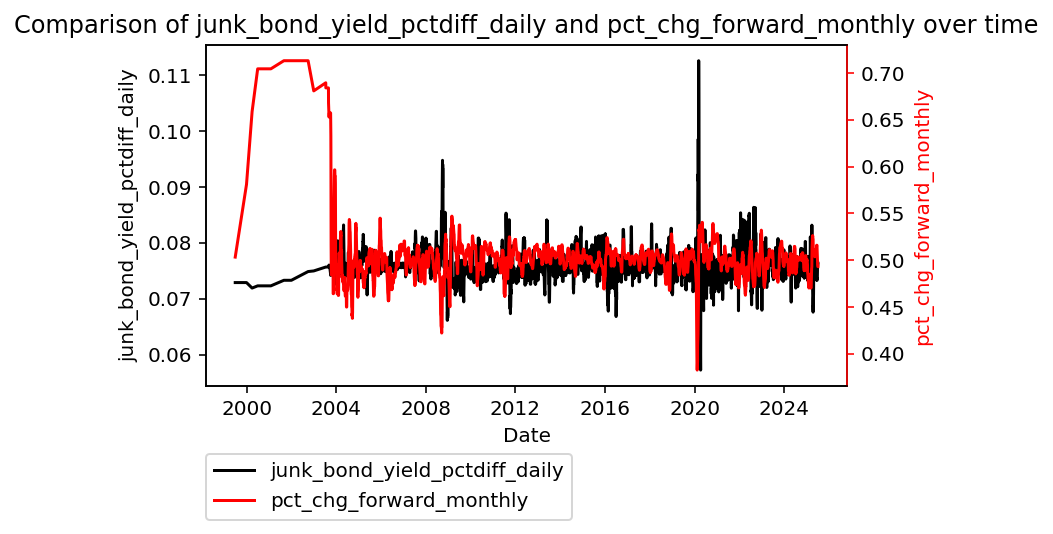 Comparison of junk_bond_yield_pctdiff_daily and pct_chg_forward_monthly over time
junk_bond_yield_pctdiff_daily
0.11
0.10
0.09
0.08
0.07
0.06
0.70
0.65
0.60
0.55
0.50
0.45
0.40
pct_chg_forward_monthly
2000 2004 2008 2012 2016 2020 2024
Date
junk_bond_yield_pctdiff_daily
pct_chg_forward_monthly